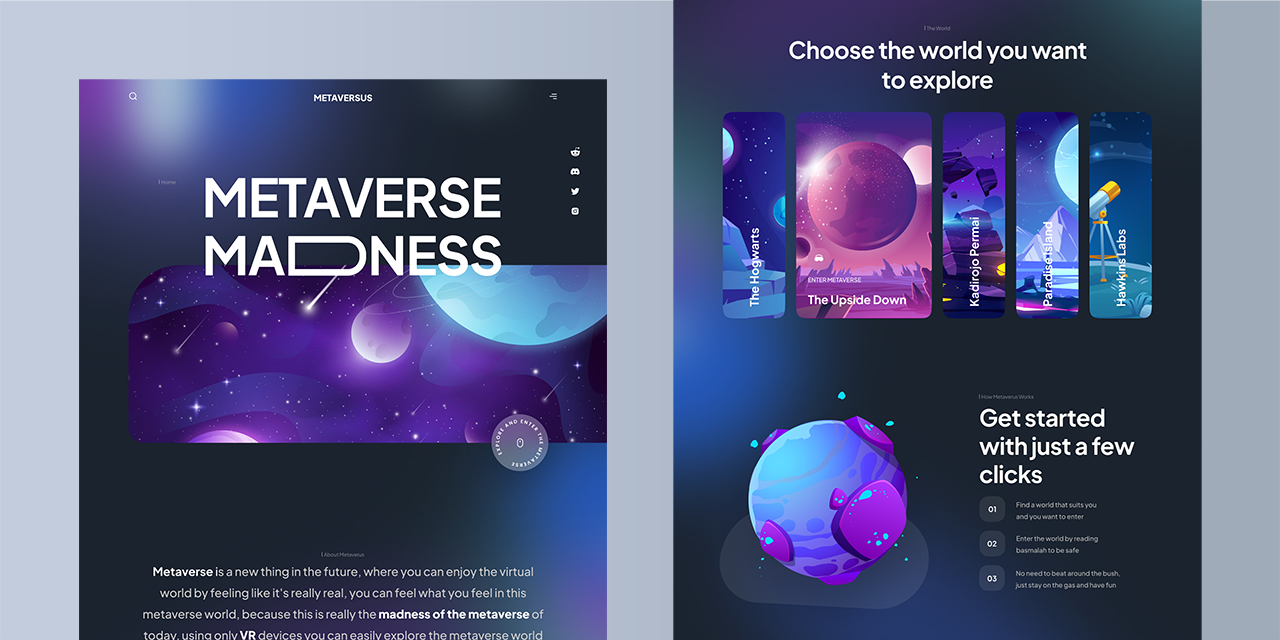 METAVERSUS
| Home
METAVERSE
MADNESS
EXPLORE AND ENTER THE METAVERSE
| About Metaverus
Metaverse is a new thing in the future, where you can enjoy the virtual
world by feeling like it's really real, you can feel what you feel in this
metaverse world, because this is really the madness of the metaverse of
today, using only VR devices you can easily explore the metaverse world
| The World
Choose the world you want
to explore
The Hogwarts
ENTER METAVERSE
The Upside Down
Kadirojo Permai
Paradise Island
Hawkins Labs
| How Metaverus Works
Get started
with just a few
clicks
01
Find a world that suits you
and you want to enter
02
Enter the world by reading
basmalah to be safe
03
No need to beat around the bush,
just stay on the gas and have fun